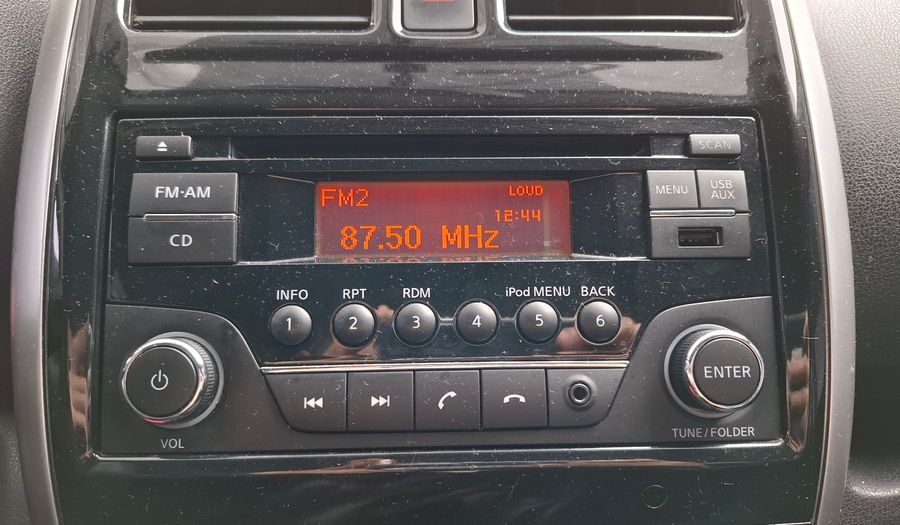 SCAN
FM·AM
CD
FM2
LOUD
12:44
87.50 MHz
MENU
USB
AUX
INFO
RPT
RDM
iPod MENU
BACK
1
2
3
4
5
6
VOL
ENTER
TUNE/FOLDER